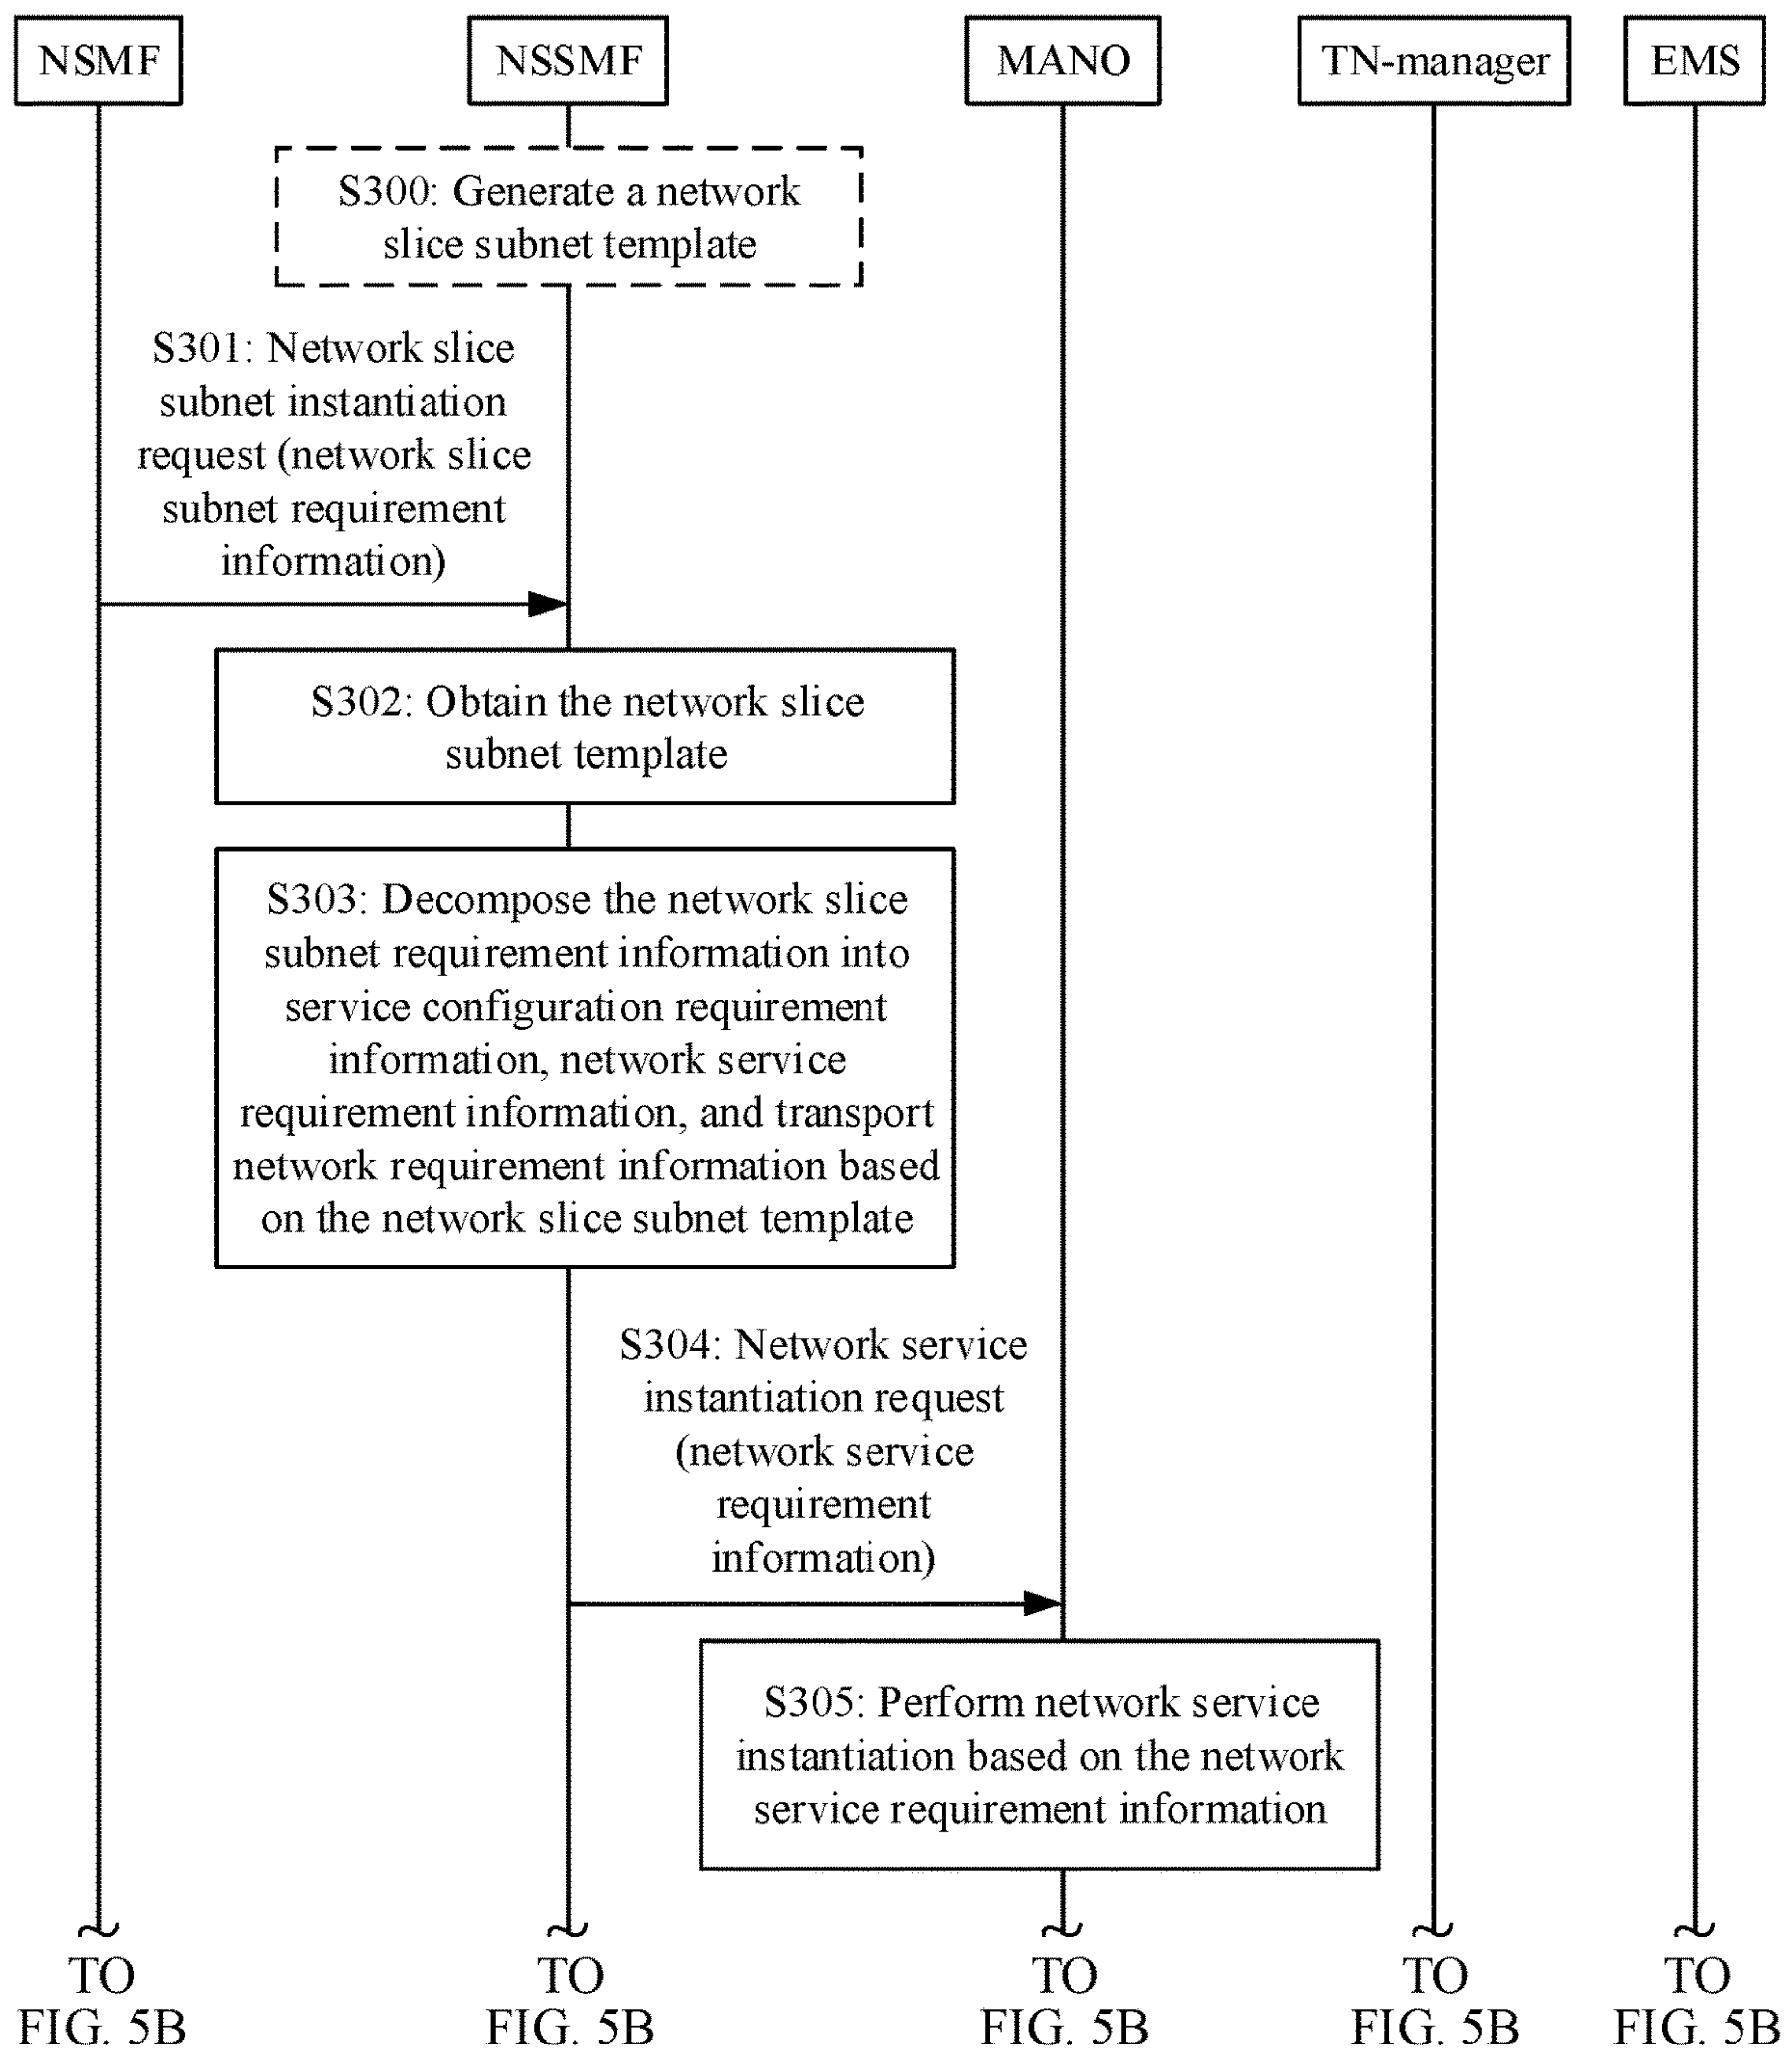 NSMF
NSSMF
MANO
TN-manager
EMS
S300: Generate a network
slice subnet template
S301: Network slice
subnet instantiation
request (network slice
subnet requirement
information)
S302: Obtain the network slice
subnet template
S303: Decompose the network slice
subnet requirement information into
service configuration requirement
information, network service
requirement information, and transport
network requirement information based
on the network slice subnet template
S304: Network service
instantiation request
(network service
requirement
information)
S305: Perform network service
instantiation based on the network
service requirement information
TO
FIG. 5B
TO
FIG. 5B
TO
FIG. 5B
TO
FIG. 5B
TO
FIG. 5B